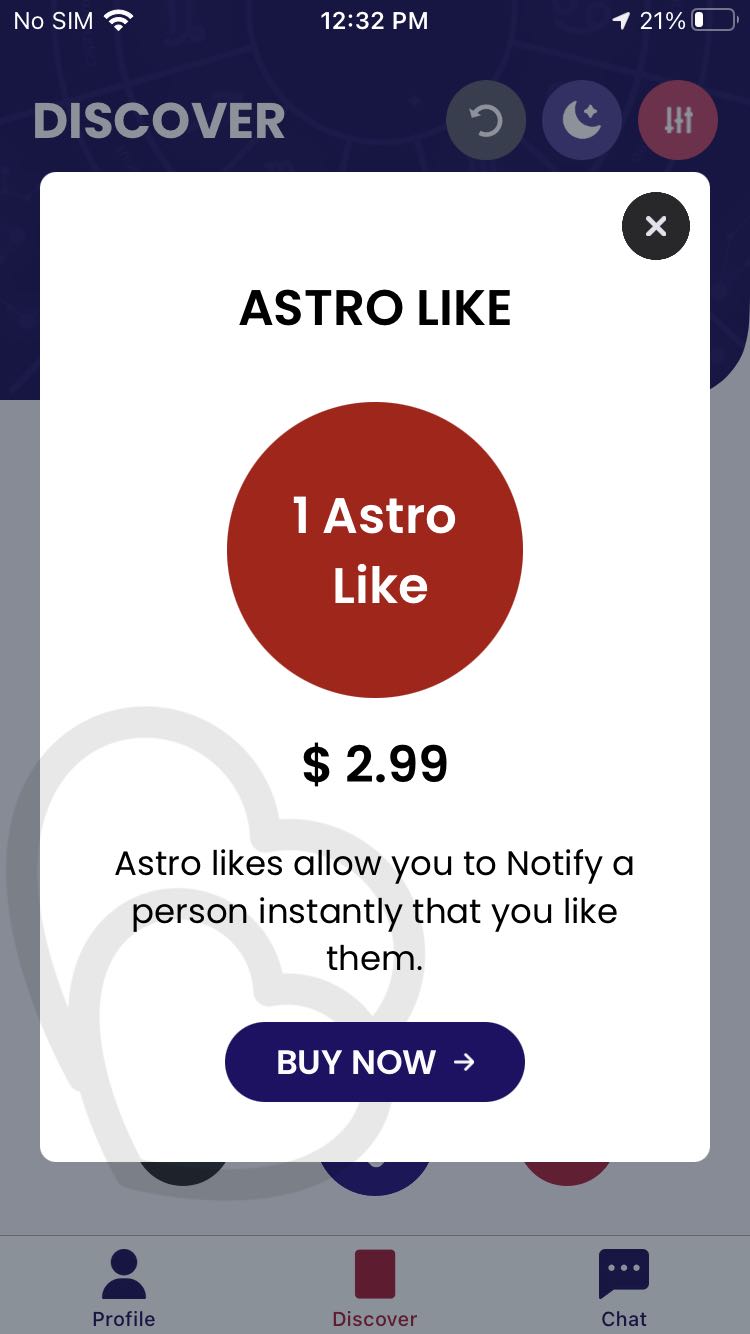 No SIM 12:32 PM 21%
DISCOVER
ASTRO LIKE
1 Astro
Like
$ 2.99
Astro likes allow you to Notify a
person instantly that you like
them.
BUY NOW →
Profile Discover Chat